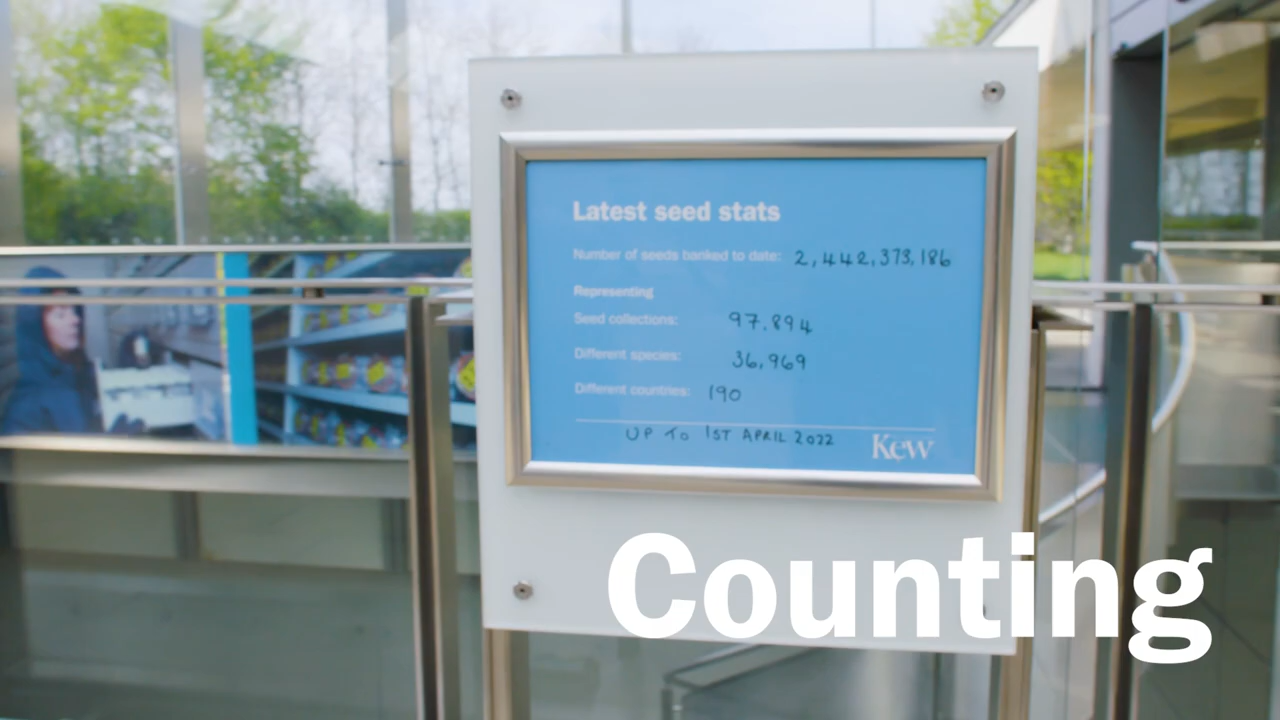 Latest seed stats
Number of seeds banked to date: 2,442,373,186
Representing
Seed collections: 97,894
Different species: 36,969
Different countries: 190
UP TO 1ST APRIL 2022
Kew
Counting